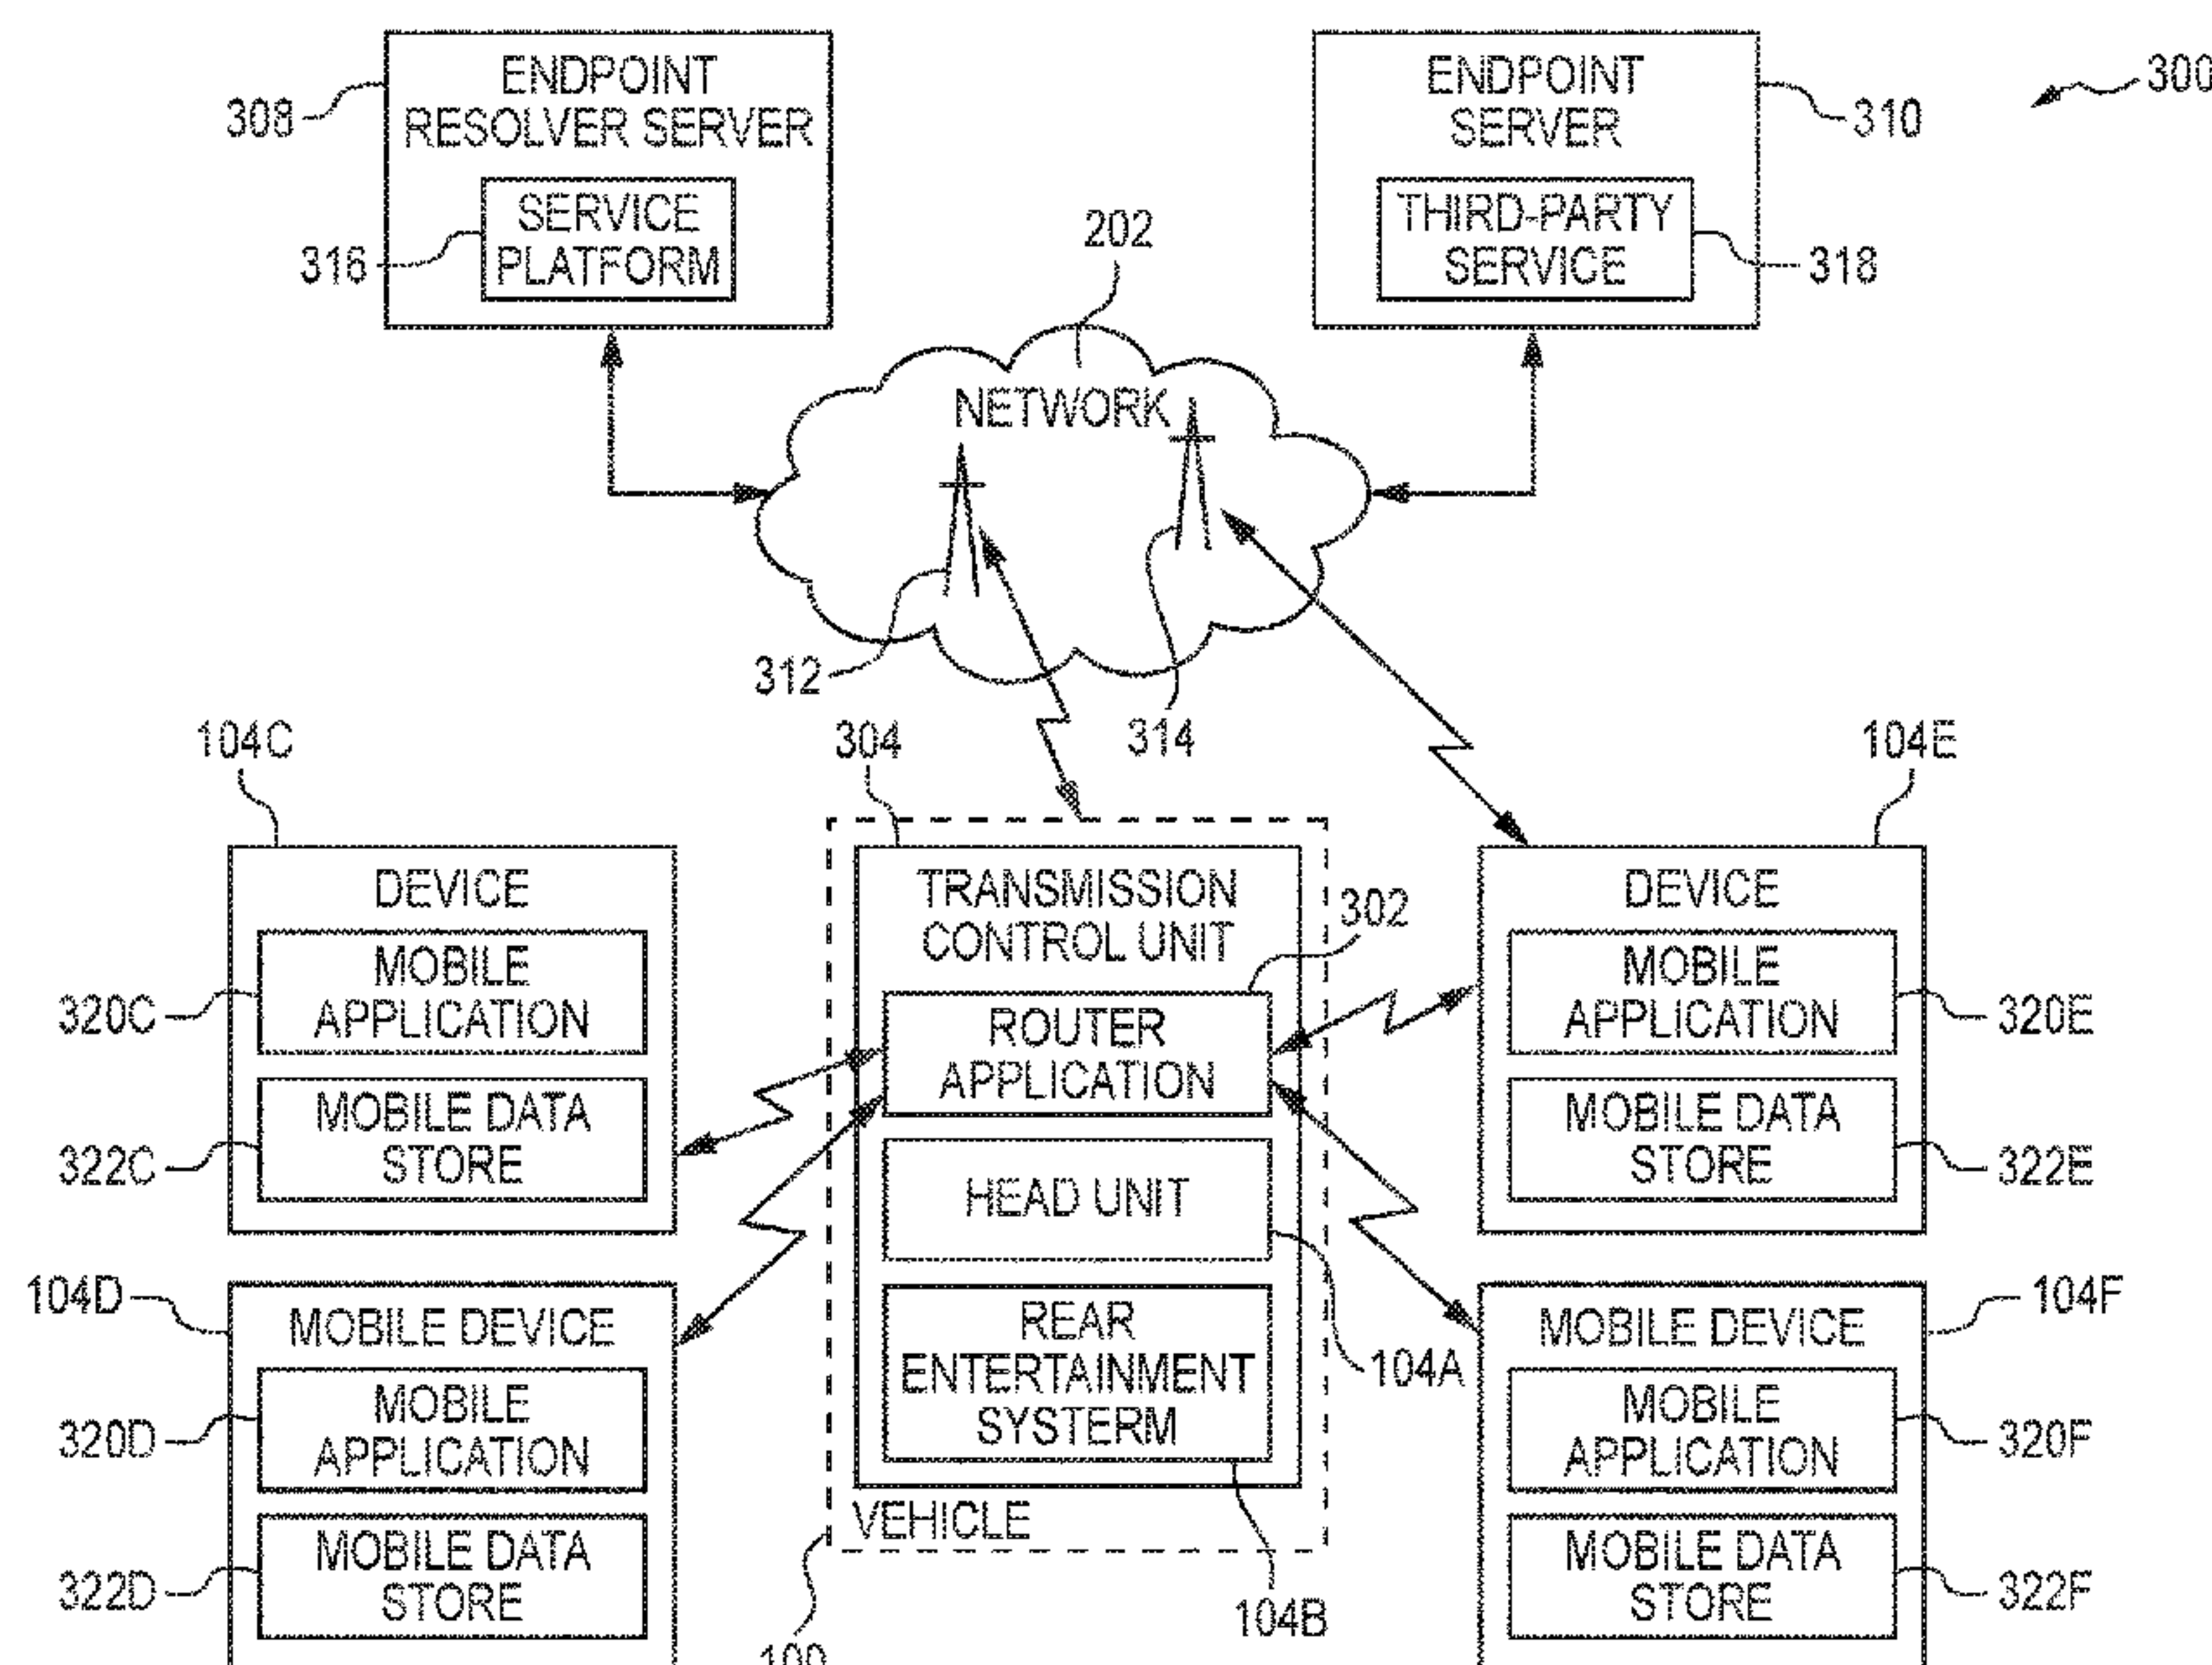 ENDPOINT
RESOLVER SERVER
308
SERVICE
PLATFORM
316
ENDPOINT
SERVER
310
300
THIRD-PARTY
SERVICE
318
202
NETWORK
312
314
104C
DEVICE
MOBILE
APPLICATION
320C
MOBILE DATA
STORE
322C
104D
MOBILE DEVICE
MOBILE
APPLICATION
320D
MOBILE DATA
STORE
322D
304
TRANSMISSION
CONTROL UNIT
302
ROUTER
APPLICATION
HEAD UNIT
104A
REAR
ENTERTAINMENT
SYSTERM
104B
VEHICLE
100
104E
DEVICE
MOBILE
APPLICATION
320E
MOBILE DATA
STORE
322E
104F
MOBILE DEVICE
MOBILE
APPLICATION
320F
MOBILE DATA
STORE
322F